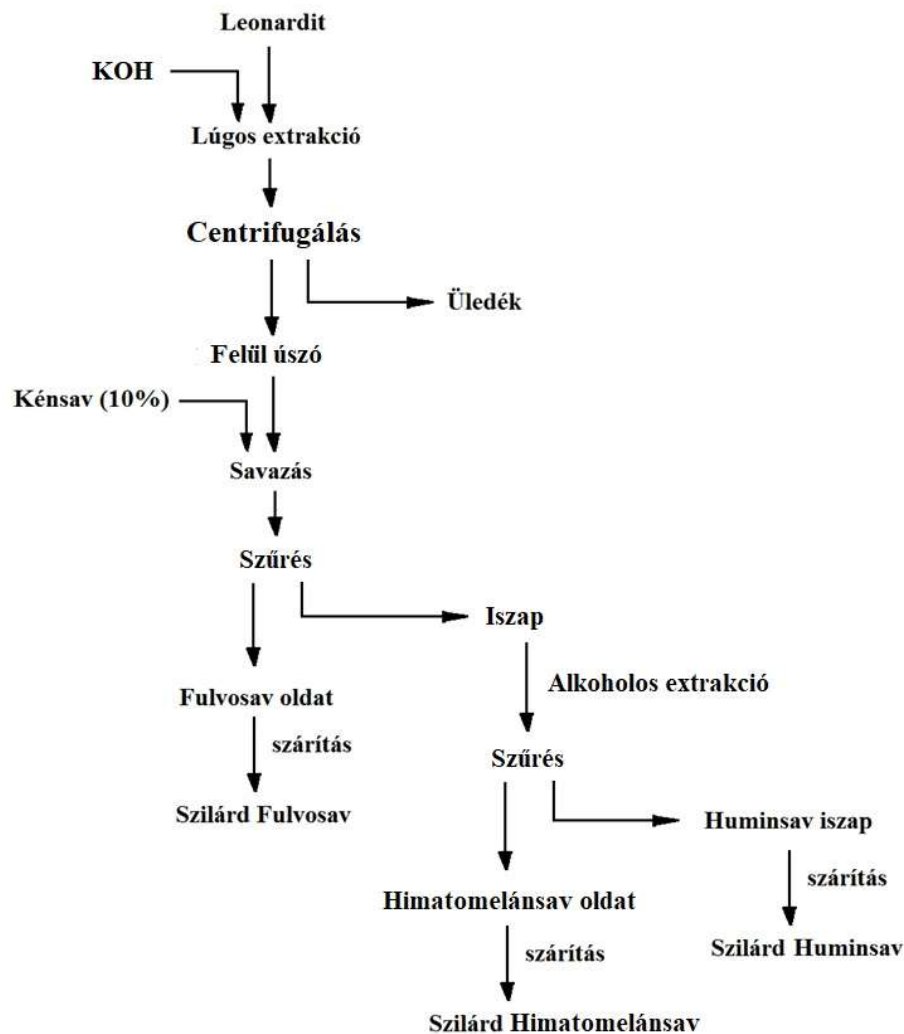 Leonardit
KOH
Lúgos extrakció
Centrifugálás
Üledék
Felül úszó
Kénsav (10%)
Savazás
Szűrés
Iszap
Alkoholos extrakció
Fulvosav oldat
szárítás
Szűrés
Szilárd Fulvosav
Huminsav iszap
szárítás
Himatomelánsav oldat
Szilárd Huminsav
szárítás
Szilárd Himatomelánsav